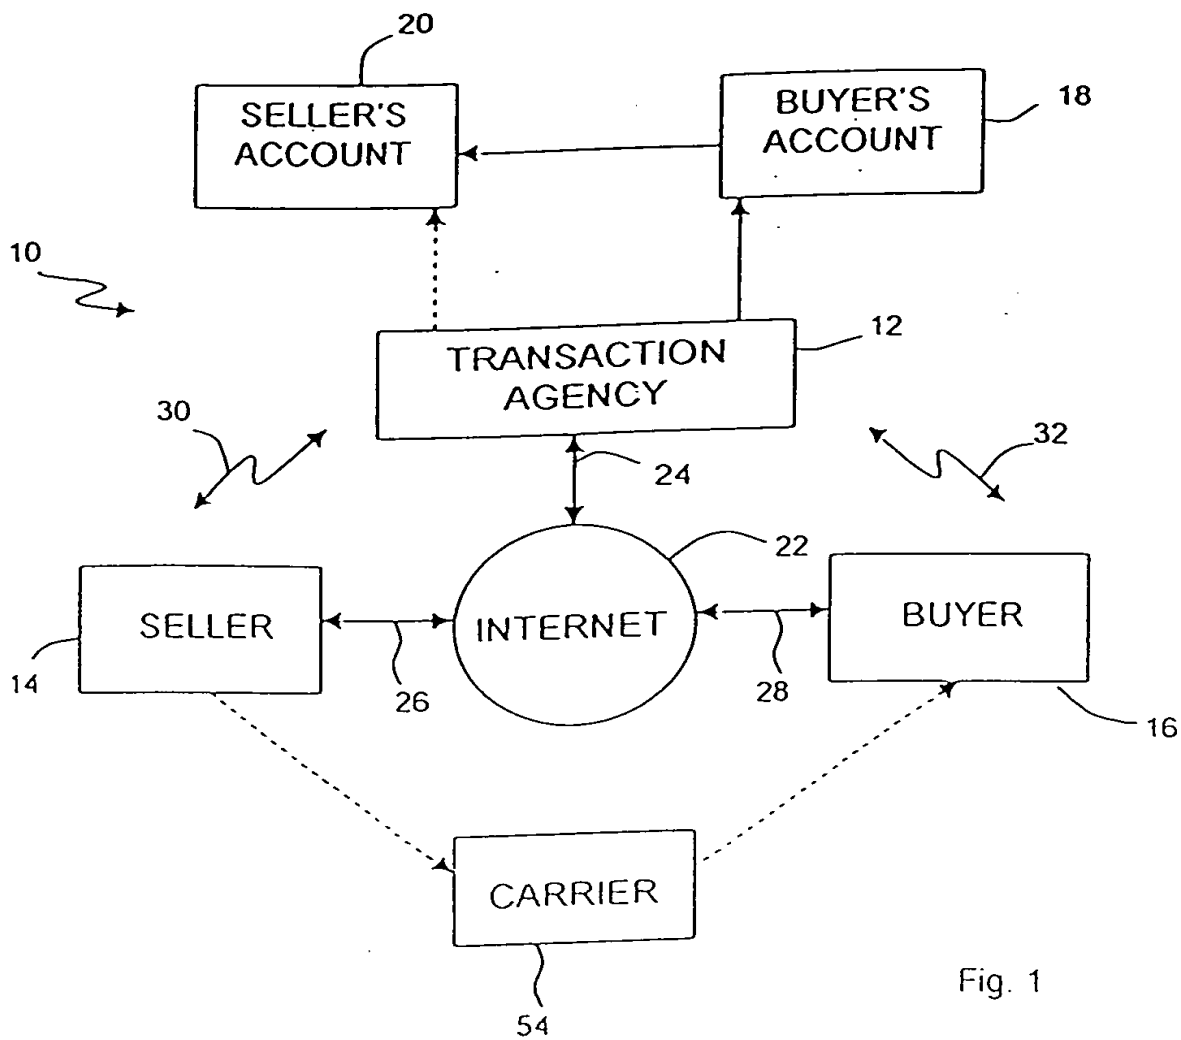 20
SELLER'S
ACCOUNT
BUYER'S
ACCOUNT
18
10
12
TRANSACTION
AGENCY
30
32
24
22
SELLER
INTERNET
BUYER
14
26
28
16
CARRIER
54
Fig. 1